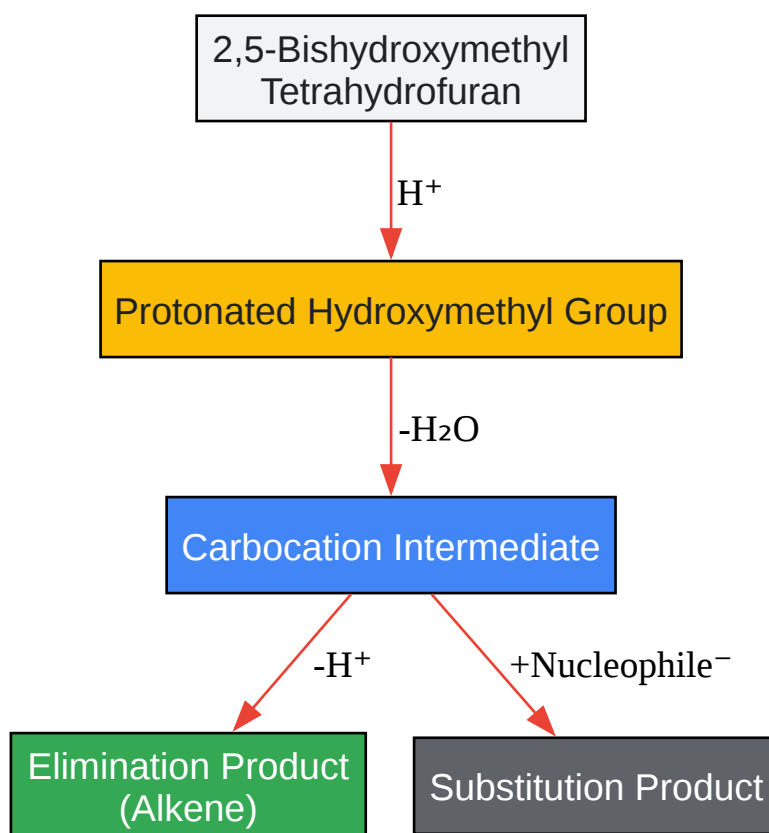 2,5-Bishydroxymethyl
Tetrahydrofuran
H⁺
Protonated Hydroxymethyl Group
-H₂O
Carbocation Intermediate
-H⁺
+Nucleophile⁻
Elimination Product
(Alkene)
Substitution Product